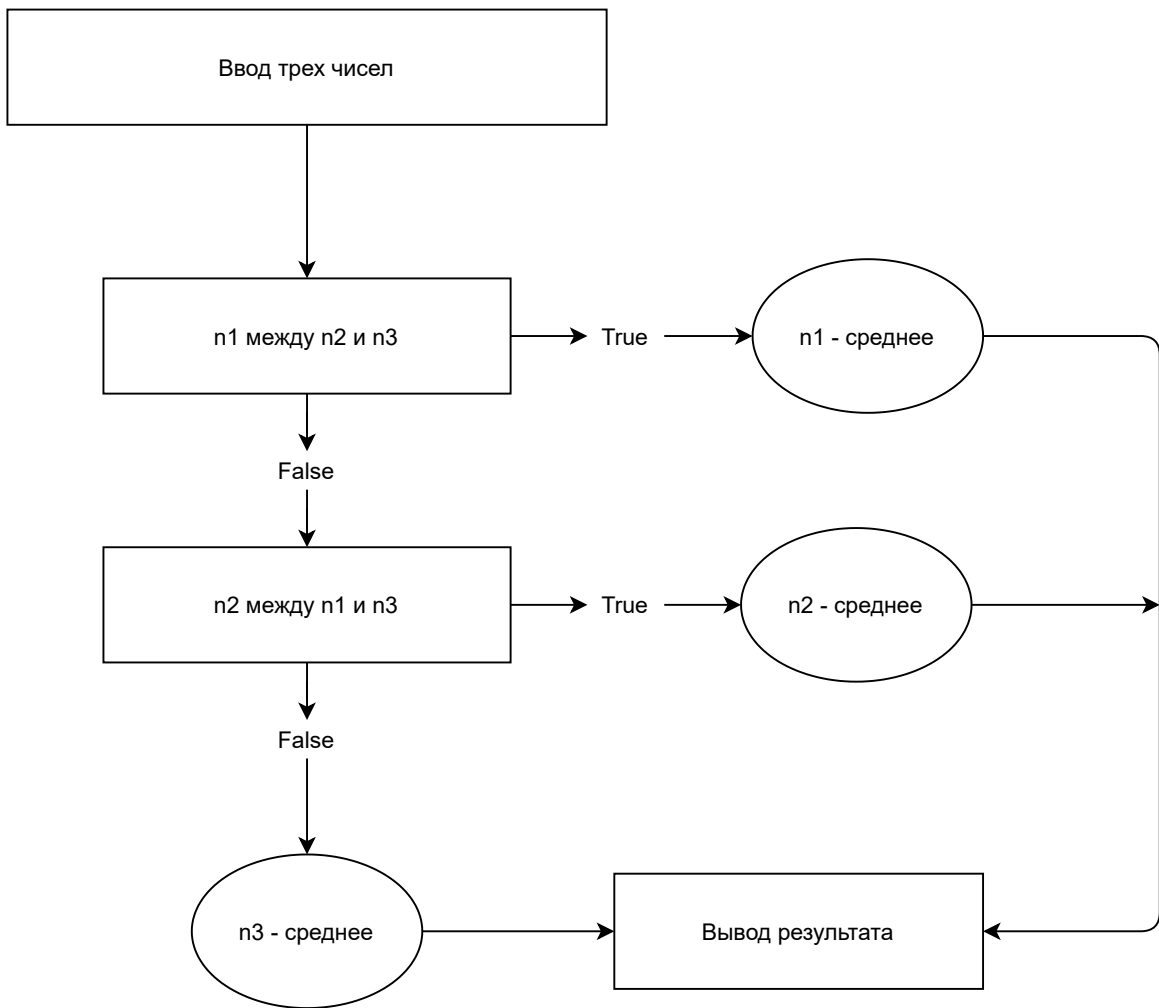 Ввод трех чисел
n1 между n2 и n3
True
n1 - среднее
False
n2 между n1 и n3
True
n2 - среднее
False
n3 - среднее
Вывод результата